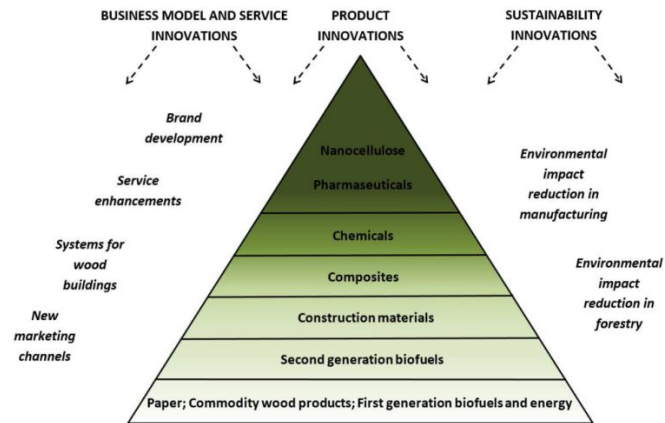 BUSINESS MODEL AND SERVICE
INNOVATIONS
PRODUCT
INNOVATIONS
SUSTAINABILITY
INNOVATIONS
Brand
development
Service
enhancements
Systems for
wood
buildings
New
marketing
channels
Nanocellulose
Pharmaseuticals
Chemicals
Composites
Construction materials
Second generation biofuels
Paper; Commodity wood products; First generation biofuels and energy
Environmental
impact
reduction in
manufacturing
Environmental
impact
reduction in
forestry